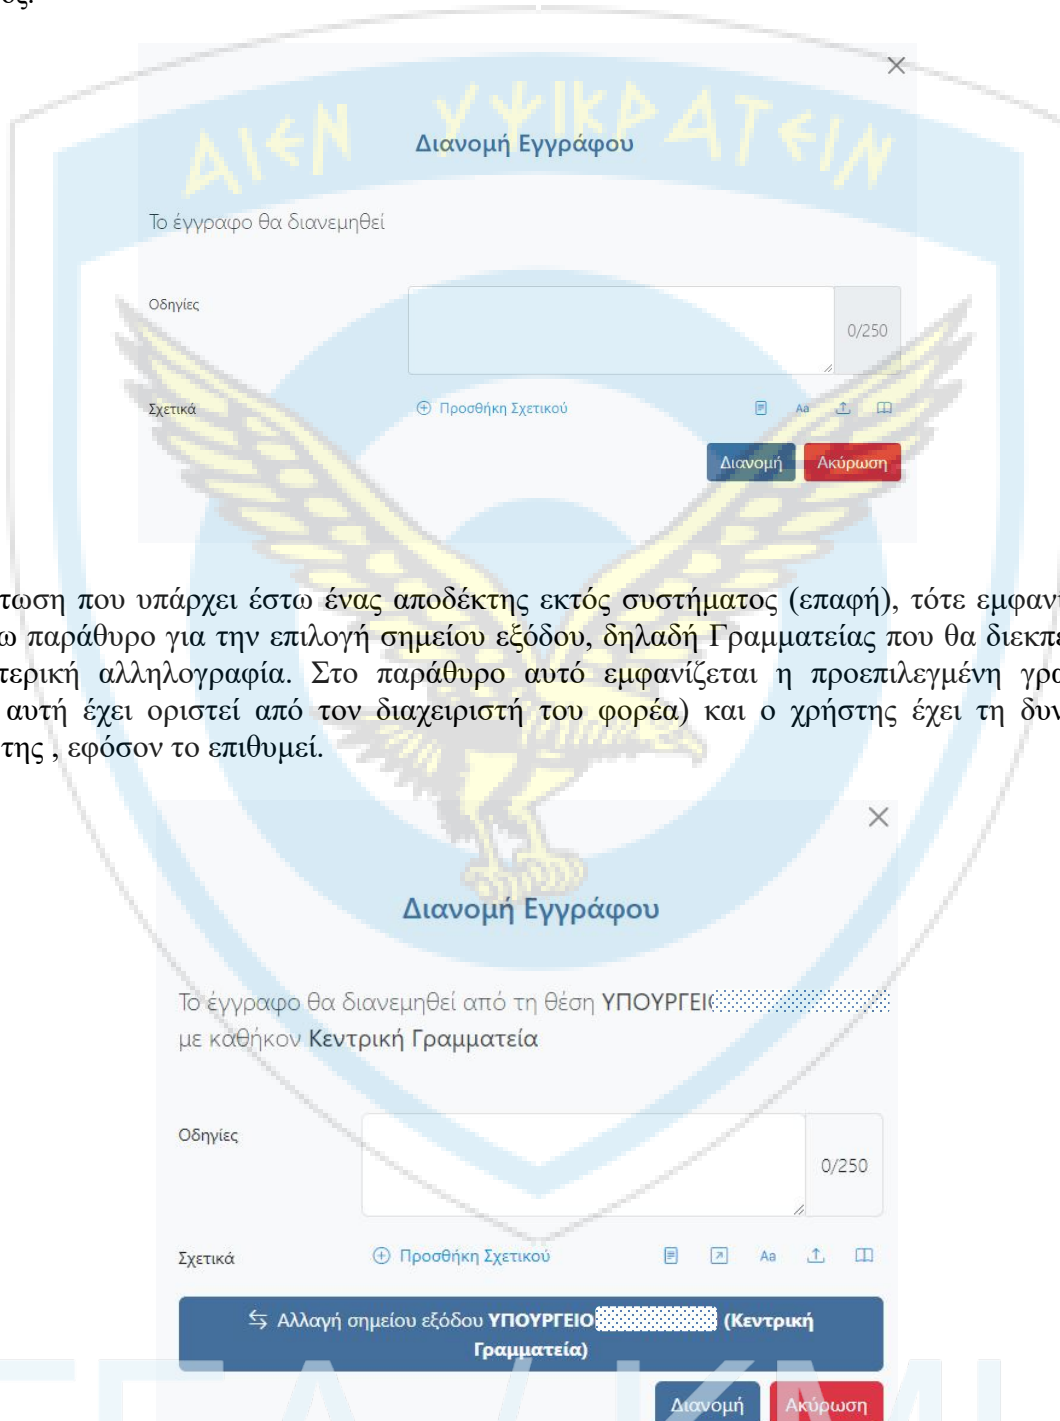 Διανομή Εγγράφου
ΑΙΕΝ ΥΨΙΚΡΑΤΕΙΝ
Το έγγραφο θα διανεμηθεί
Οδηγίες
0/250
Σχετικά
Προσθήκη Σχετικού
Aa
Διανομή Ακύρωση
που υπάρχει έστω ένας αποδέκτης εκτός συστήματος (επαφή), τότε
παράθυρο για την επιλογή σημείου εξόδου, δηλαδή Γραμματείας που θα
αλληλογραφία. Στο παράθυρο αυτό εμφανίζεται η προεπιλεγμένη
αυτή έχει οριστεί από τον διαχειριστή του φορέα) και ο χρήστης έχει τη
της , εφόσον το επιθυμεί.
Διανομή Εγγράφου
Το έγγραφο θα διανεμηθεί από τη θέση
με καθήκον Κεντρική Γραμματεία
Οδηγίες
0/250
Σχετικά
Προσθήκη Σχετικού
Aa
Αλλαγή σημείου εξόδου ΥΠΟΥΡΓΕΙΟ (Κεντρική
Γραμματεία)
Διανομή Ακύρωση